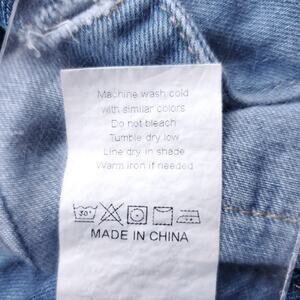 Machine wash cold
with similar colors
Do not bleach
Tumble dry low
Line dry in shade
Warm iron if needed
30°
MADE IN CHINA